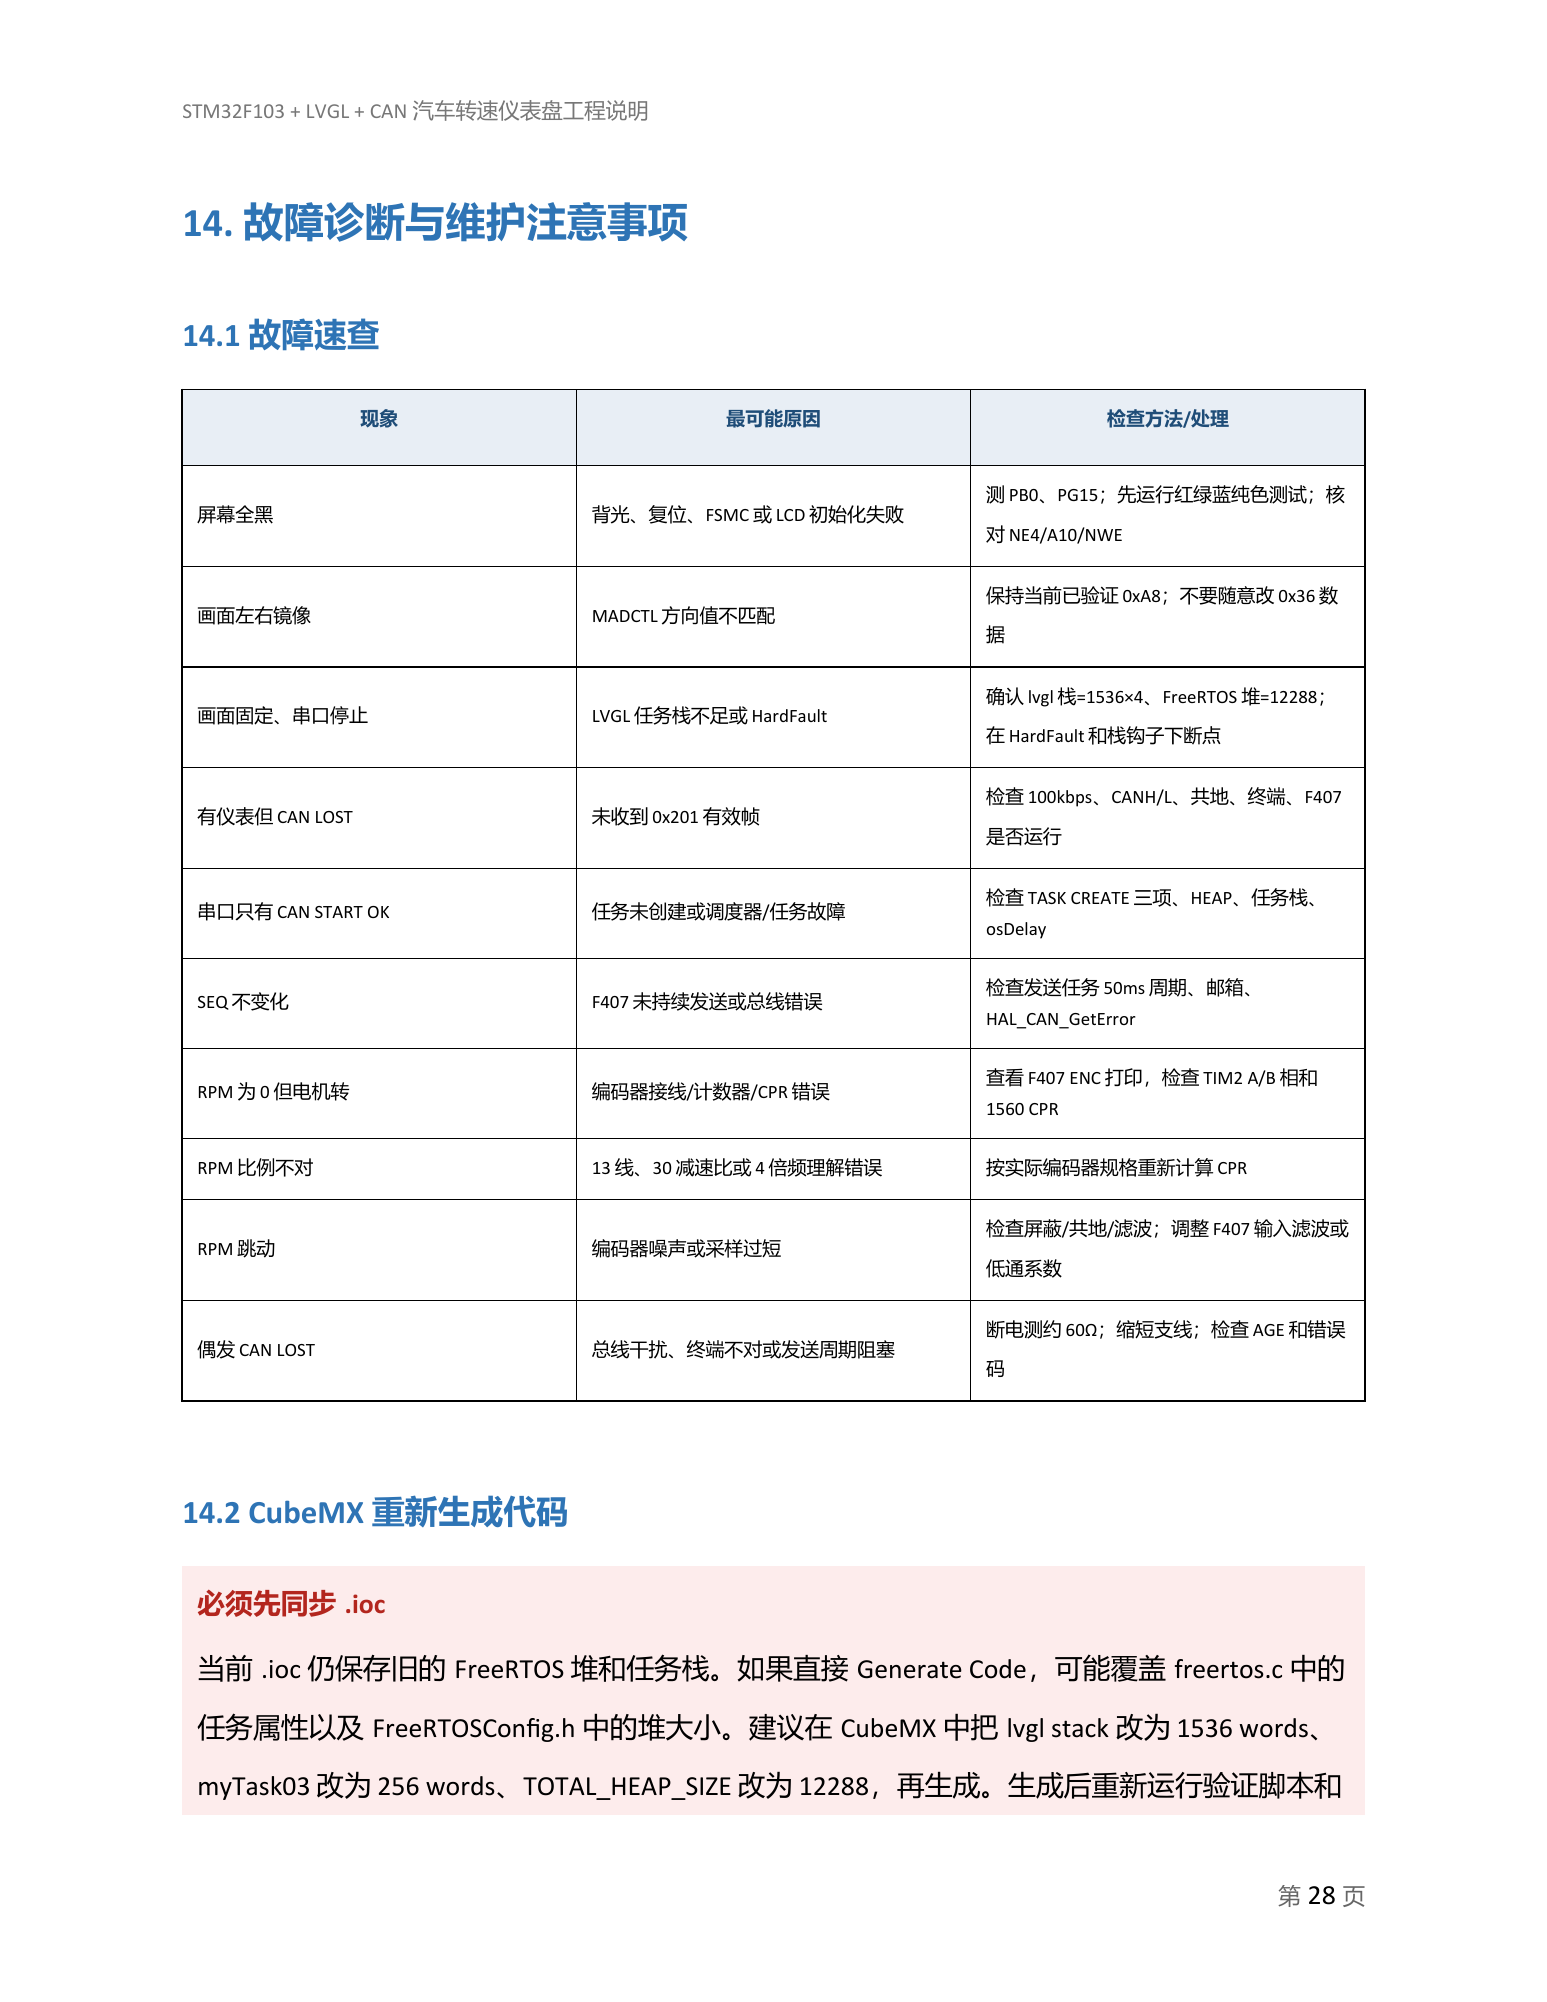 STM32F103 + LVGL + CAN 汽车转速仪表盘工程说明
14. 故障诊断与维护注意事项
14.1 故障速查
现象 最可能原因 检查方法/处理
屏幕全黑 背光、复位、FSMC 或 LCD 初始化失败 测 PB0、PG15；先运行红绿蓝纯色测试；核
对 NE4/A10/NWE
画面左右镜像 MADCTL 方向值不匹配 保持当前已验证 0xA8；不要随意改 0x36 数
据
画面固定、串口停止 LVGL 任务栈不足或 HardFault 确认 lvgl 栈=1536×4、FreeRTOS 堆=12288；
在 HardFault 和栈钩子下断点
有仪表但 CAN LOST 未收到 0x201 有效帧 检查 100kbps、CANH/L、共地、终端、F407
是否运行
串口只有 CAN START OK 任务未创建或调度器/任务故障 检查 TASK CREATE 三项、HEAP、任务栈、
osDelay
SEQ 不变化 F407 未持续发送或总线错误 检查发送任务 50ms 周期、邮箱、
HAL_CAN_GetError
RPM 为 0 但电机转 编码器接线/计数器/CPR 错误 查看 F407 ENC 打印，检查 TIM2 A/B 相和
1560 CPR
RPM 比例不对 13 线、30 减速比或 4 倍频理解错误 按实际编码器规格重新计算 CPR
RPM 跳动 编码器噪声或采样过短 检查屏蔽/共地/滤波；调整 F407 输入滤波或
低通系数
偶发 CAN LOST 总线干扰、终端不对或发送周期阻塞 断电测约 60Ω；缩短支线；检查 AGE 和错误
码
14.2 CubeMX 重新生成代码
必须先同步 .ioc
当前 .ioc 仍保存旧的 FreeRTOS 堆和任务栈。如果直接 Generate Code，可能覆盖 freertos.c 中的
任务属性以及 FreeRTOSConfig.h 中的堆大小。建议在 CubeMX 中把 lvgl stack 改为 1536 words、
myTask03 改为 256 words、TOTAL_HEAP_SIZE 改为 12288，再生成。生成后重新运行验证脚本和
第 28 页